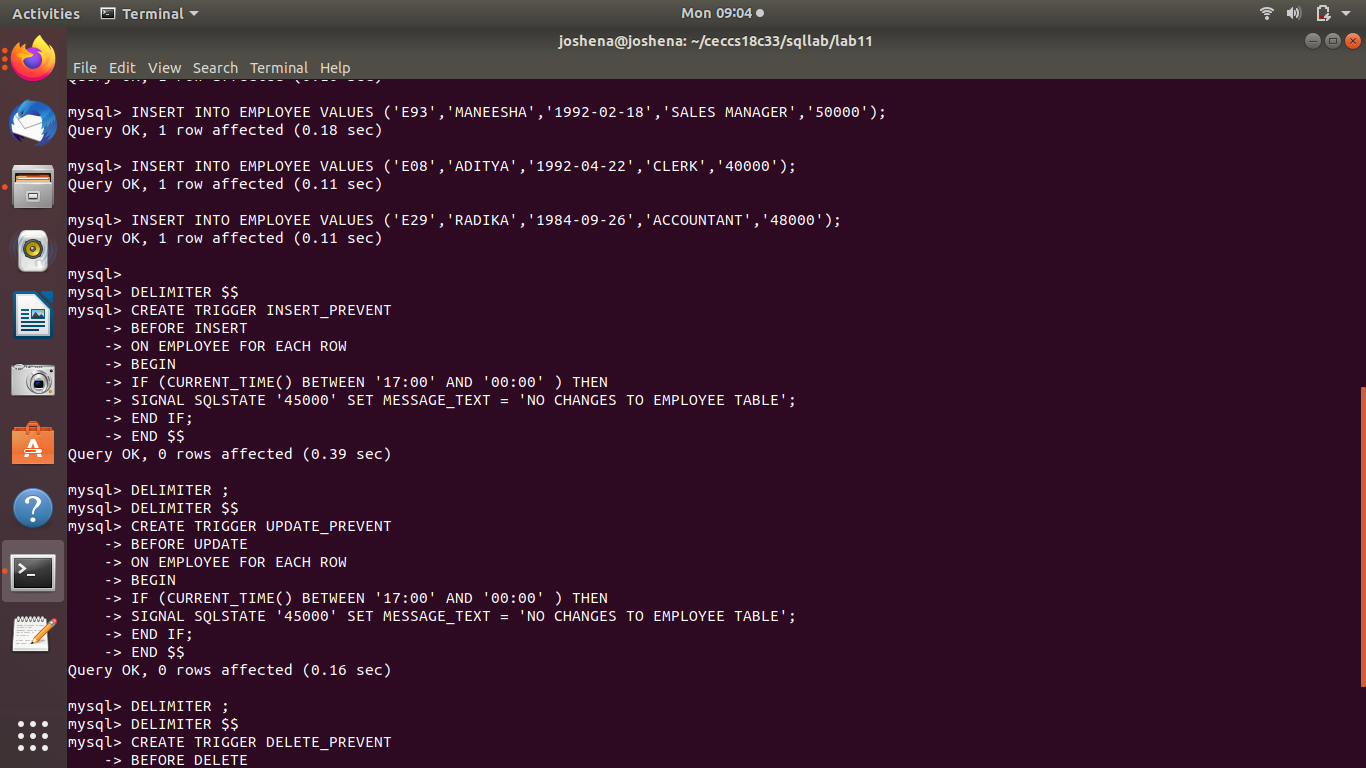 Activities Terminal Mon 09:04
joshena@joshena: ~/ceccs18c33/sqllab/lab11
File Edit View Search Terminal Help
mysql> INSERT INTO EMPLOYEE VALUES ('E93','MANEESHA','1992-02-18','SALES MANAGER','50000');
Query OK, 1 row affected (0.18 sec)
mysql> INSERT INTO EMPLOYEE VALUES ('E08','ADITYA','1992-04-22','CLERK','40000');
Query OK, 1 row affected (0.11 sec)
mysql> INSERT INTO EMPLOYEE VALUES ('E29','RADIKA','1984-09-26','ACCOUNTANT','48000');
Query OK, 1 row affected (0.11 sec)
mysql>
mysql> DELIMITER $$
mysql> CREATE TRIGGER INSERT_PREVENT
-> BEFORE INSERT
-> ON EMPLOYEE FOR EACH ROW
-> BEGIN
-> IF (CURRENT_TIME() BETWEEN '17:00' AND '00:00' ) THEN
-> SIGNAL SQLSTATE '45000' SET MESSAGE_TEXT = 'NO CHANGES TO EMPLOYEE TABLE';
-> END IF;
-> END $$
Query OK, 0 rows affected (0.39 sec)
mysql> DELIMITER ;
mysql> DELIMITER $$
mysql> CREATE TRIGGER UPDATE_PREVENT
-> BEFORE UPDATE
-> ON EMPLOYEE FOR EACH ROW
-> BEGIN
-> IF (CURRENT_TIME() BETWEEN '17:00' AND '00:00' ) THEN
-> SIGNAL SQLSTATE '45000' SET MESSAGE_TEXT = 'NO CHANGES TO EMPLOYEE TABLE';
-> END IF;
-> END $$
Query OK, 0 rows affected (0.16 sec)
mysql> DELIMITER ;
mysql> DELIMITER $$
mysql> CREATE TRIGGER DELETE_PREVENT
-> BEFORE DELETE